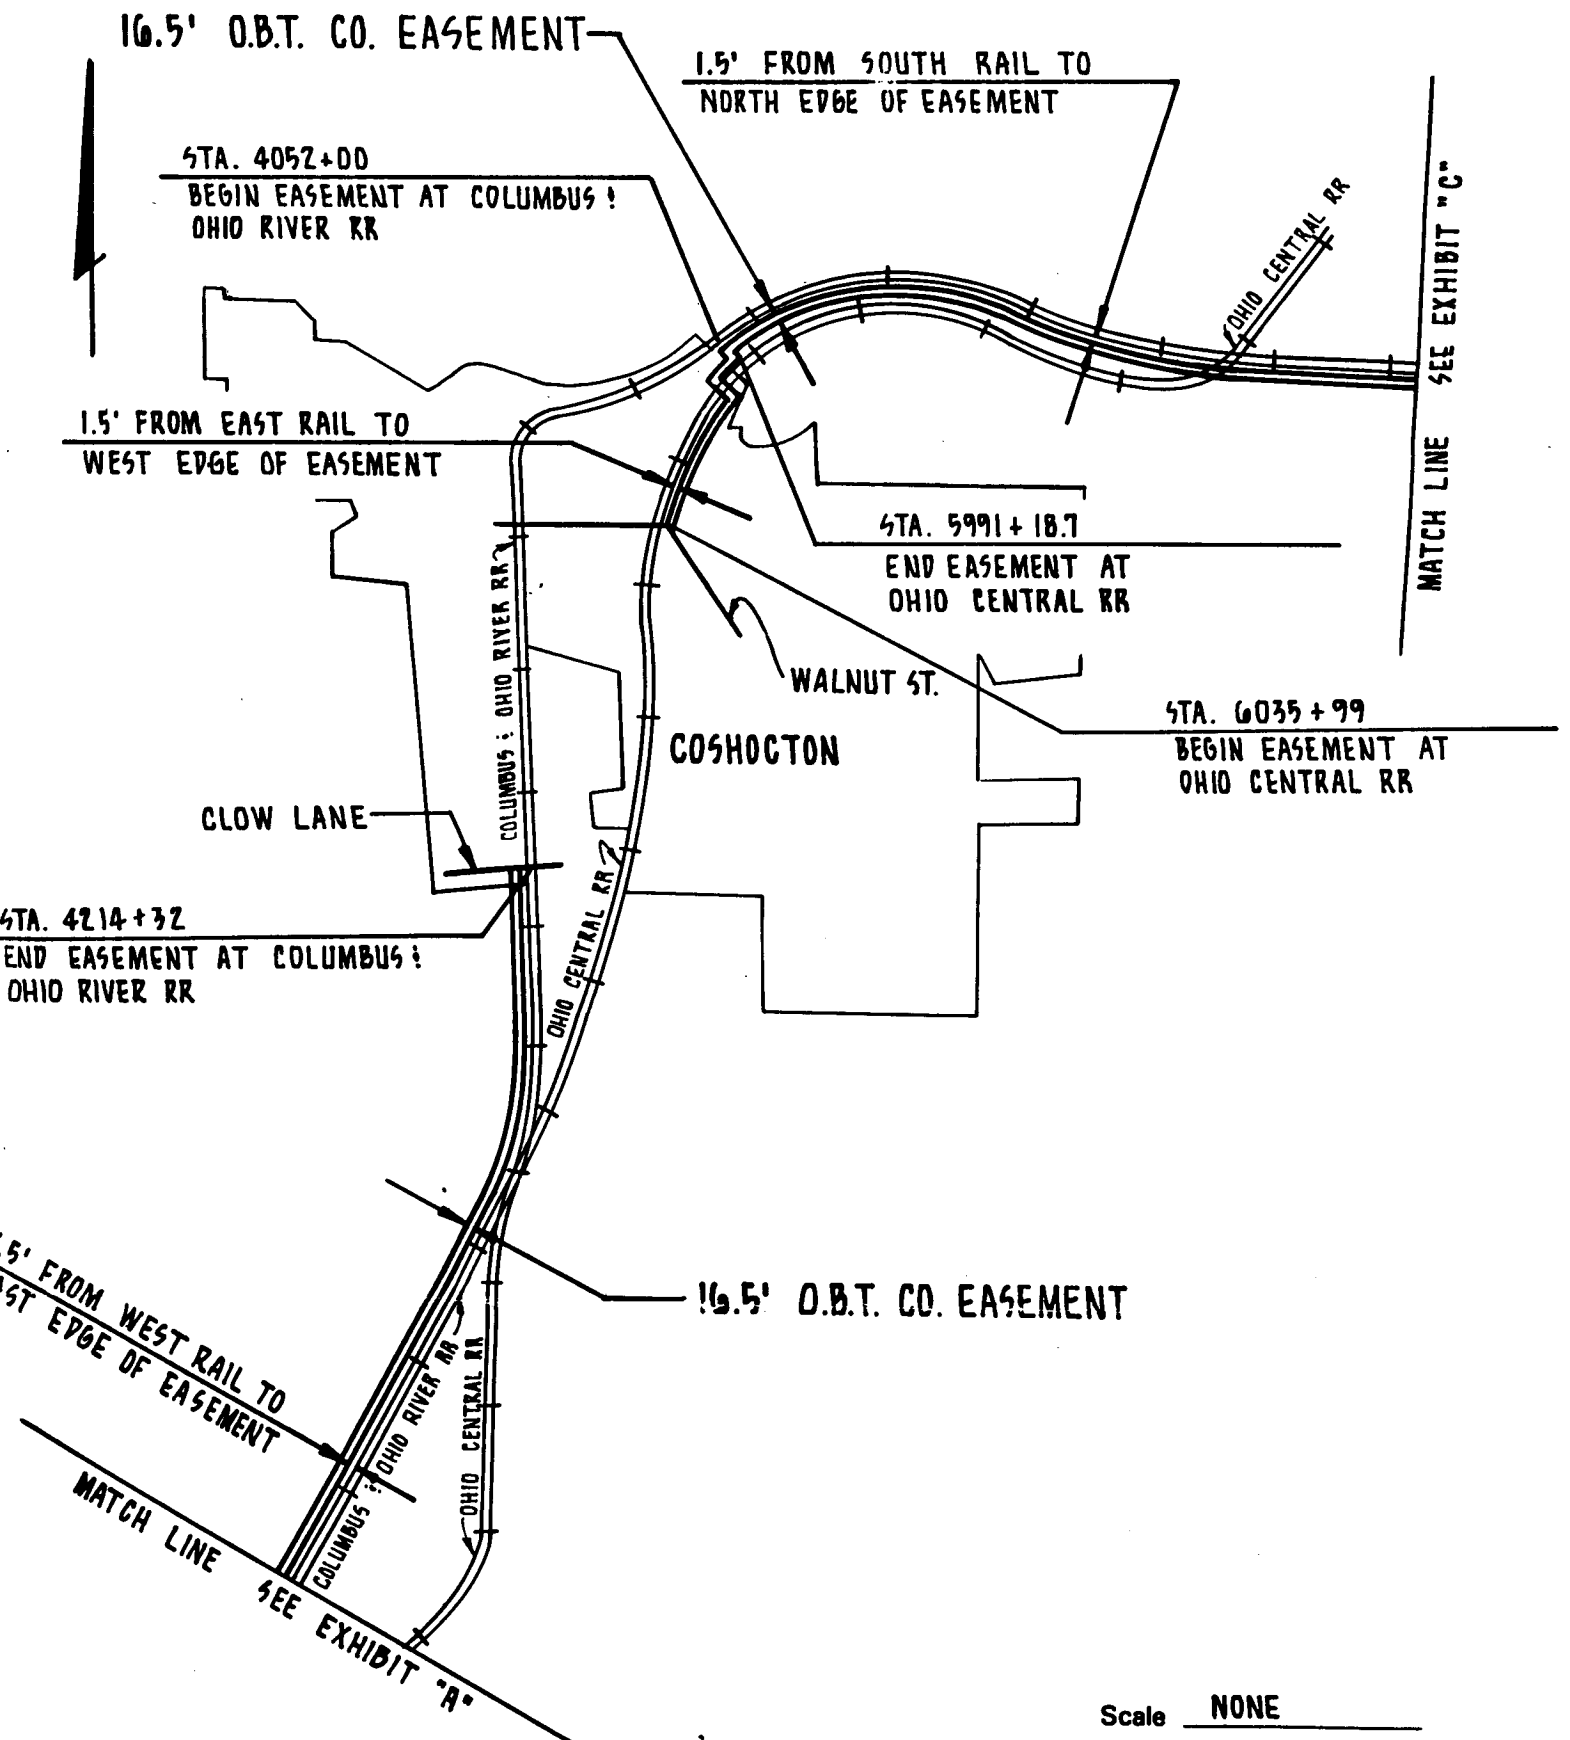 16.5' O.B.T. CO. EASEMENT
1.5' FROM SOUTH RAIL TO
NORTH EDGE OF EASEMENT
STA. 4052+00
BEGIN EASEMENT AT COLUMBUS &
OHIO RIVER RR
OHIO CENTRAL RR
MATCH LINE SEE EXHIBIT "C"
1.5' FROM EAST RAIL TO
WEST EDGE OF EASEMENT
STA. 5991+18.7
END EASEMENT AT
OHIO CENTRAL RR
COLUMBUS & OHIO RIVER RR
WALNUT ST.
STA. 6035+99
BEGIN EASEMENT AT
OHIO CENTRAL RR
COSHOCTON
CLOW LANE
OHIO CENTRAL RR
STA. 4214+32
END EASEMENT AT COLUMBUS &
OHIO RIVER RR
.5' FROM WEST RAIL TO
AST EDGE OF EASEMENT
16.5' O.B.T. CO. EASEMENT
COLUMBUS & OHIO RIVER RR
OHIO CENTRAL RR
MATCH LINE SEE EXHIBIT "A"
Scale NONE